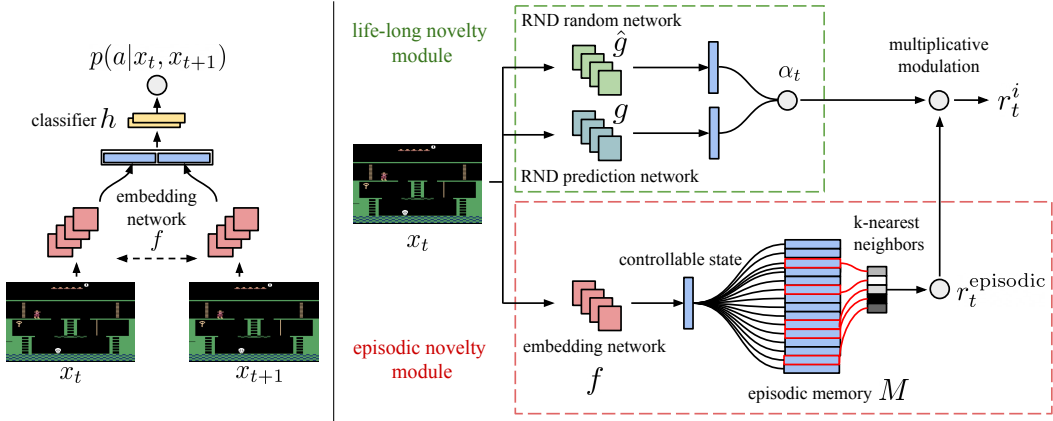 p(a|x_t, x_{t+1})
classifier h
embedding
network
f
x_t
x_{t+1}
life-long novelty
module
RND random network
ĝ
g
RND prediction network
α_t
multiplicative
modulation
r_t^i
x_t
episodic novelty
module
embedding network
f
controllable state
k-nearest
neighbors
r_t^{episodic}
episodic memory M